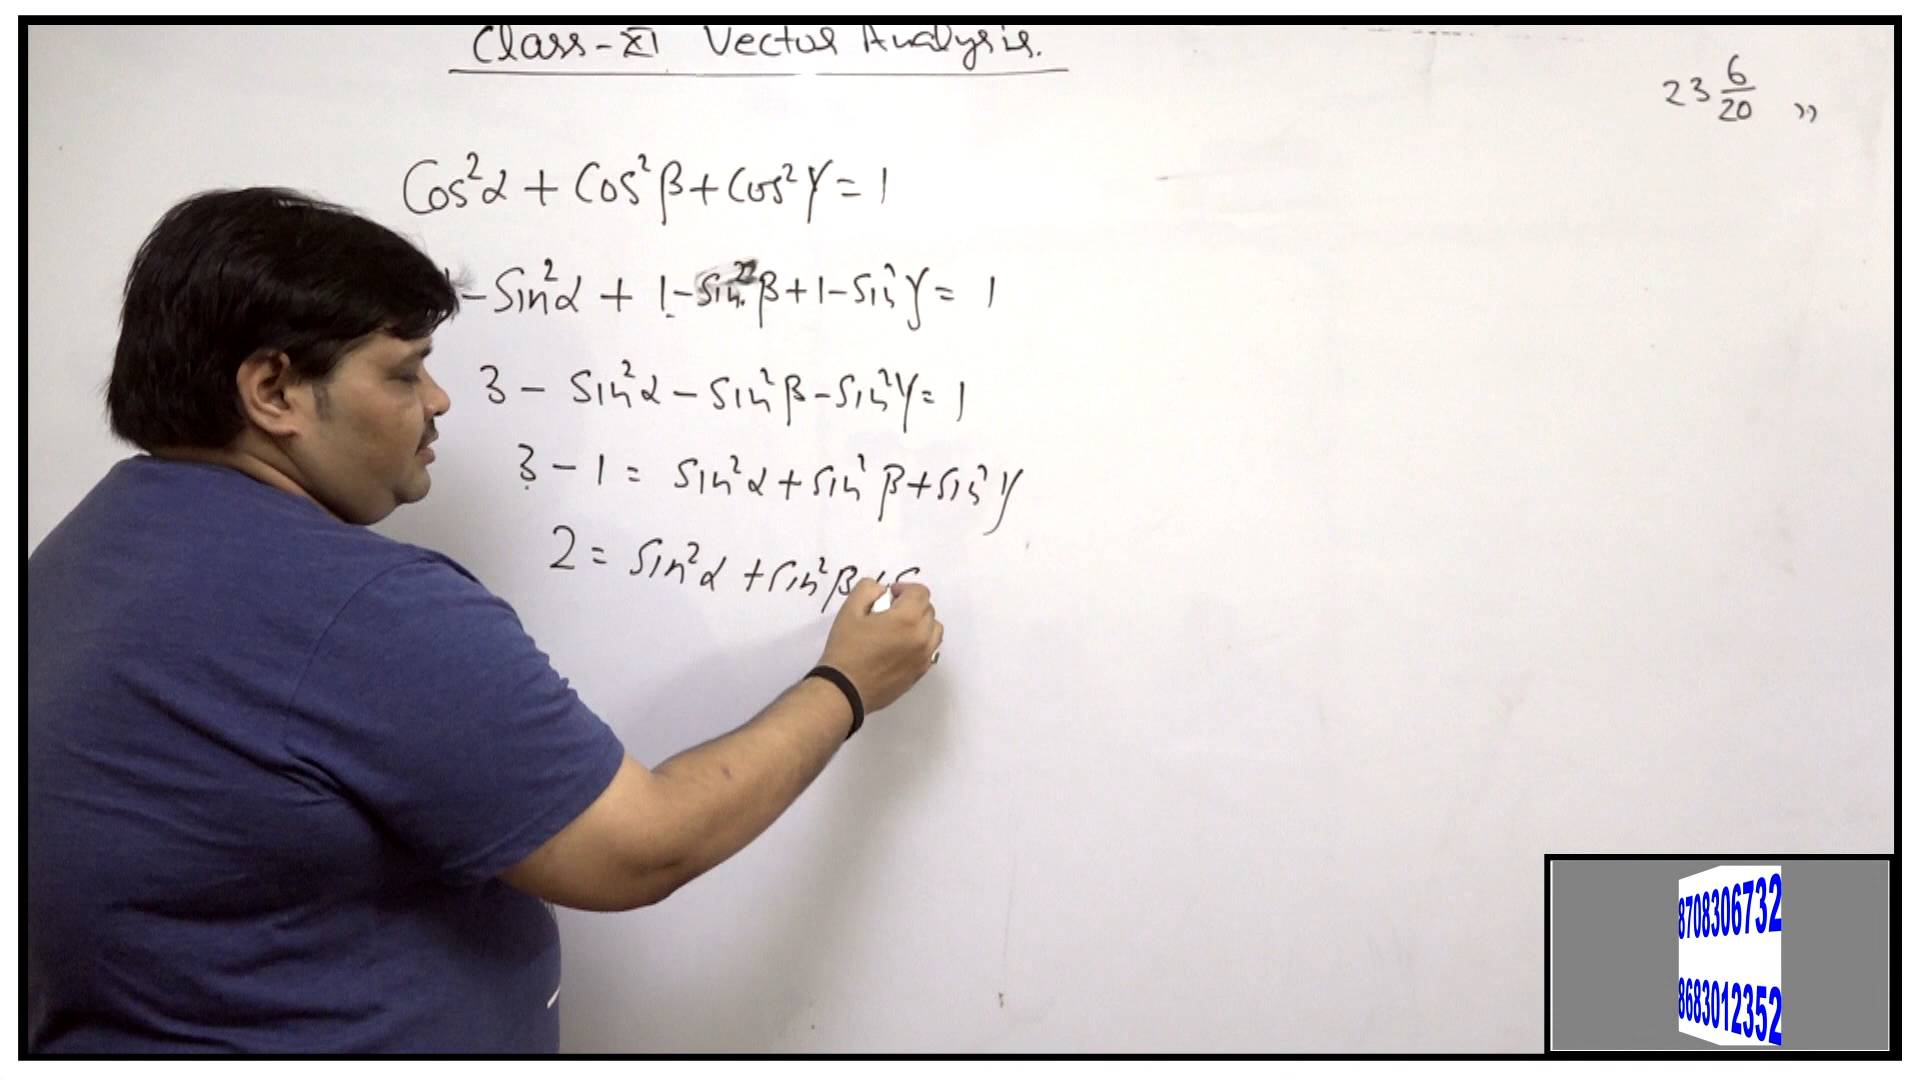 Class-XI Vector Analysis.
23 6/20 ,,
Cos²α + Cos²β + Cos²γ = 1
- Sin²α + 1 - Sin²β + 1 - Sin²γ = 1
3 - Sin²α - Sin²β - Sin²γ = 1
3 - 1 = Sin²α + Sin²β + Sin²γ
2 = Sin²α + Sin²β + S
8708306732
8683012352